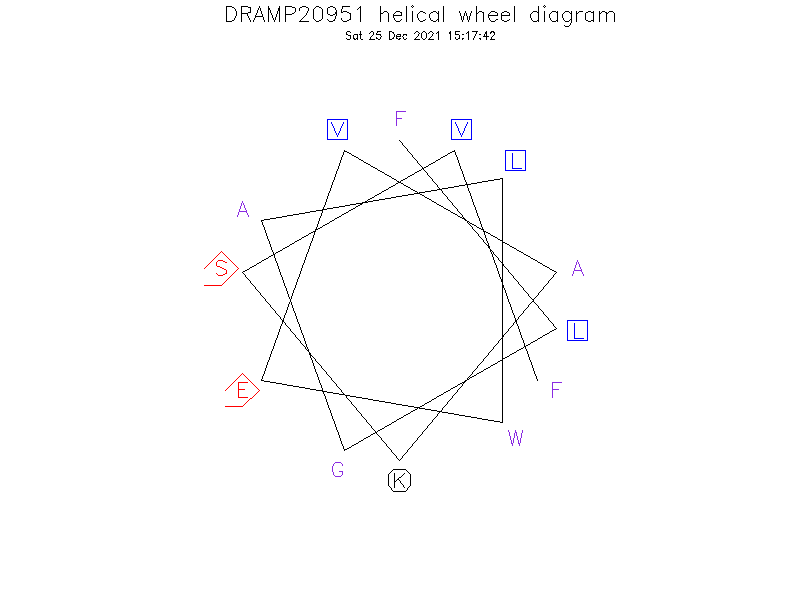 DRAMP20951 helical wheel diagram
Sat 25 Dec 2021 15:17:42
F
V V
L
A
S A
L
E F
W
G
K